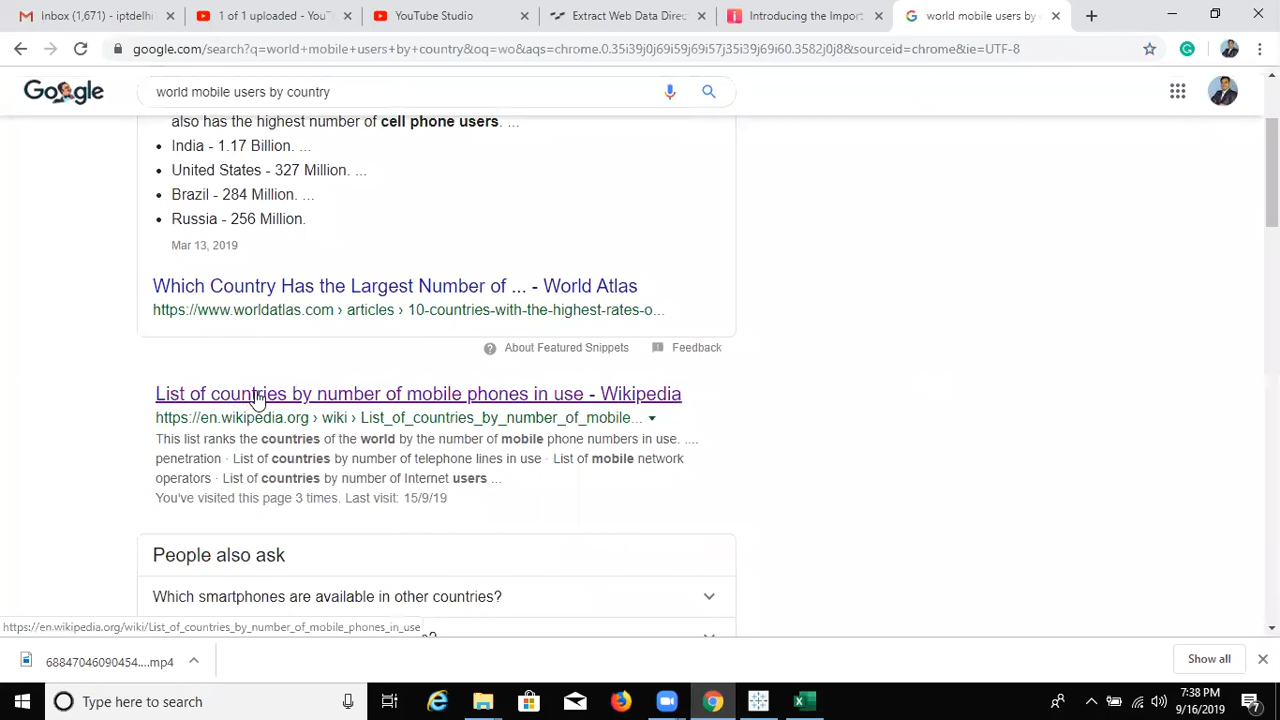 Inbox (1,671) - iptdelhi
1 of 1 uploaded - YouT
YouTube Studio
Extract Web Data Direc
Introducing the Import
world mobile users by
google.com/search?q=world+mobile+users+by+country&oq=wo&aqs=chrome.0.35i39j0j69i59j69i57j35i39j69i60.3582j0j8&sourceid=chrome&ie=UTF-8
Google
world mobile users by country
also has the highest number of cell phone users. ...
• India - 1.17 Billion. ...
• United States - 327 Million. ...
• Brazil - 284 Million. ...
• Russia - 256 Million.
Mar 13, 2019
Which Country Has the Largest Number of ... - World Atlas
https://www.worldatlas.com › articles › 10-countries-with-the-highest-rates-o...
About Featured Snippets
Feedback
List of countries by number of mobile phones in use - Wikipedia
https://en.wikipedia.org › wiki › List_of_countries_by_number_of_mobile...
This list ranks the countries of the world by the number of mobile phone numbers in use. ....
penetration · List of countries by number of telephone lines in use · List of mobile network
operators · List of countries by number of Internet users ...
You've visited this page 3 times. Last visit: 15/9/19
People also ask
Which smartphones are available in other countries?
https://en.wikipedia.org/wiki/List_of_countries_by_number_of_mobile_phones_in_use
68847046090454....mp4
Show all
Type here to search
7:38 PM
9/16/2019
7